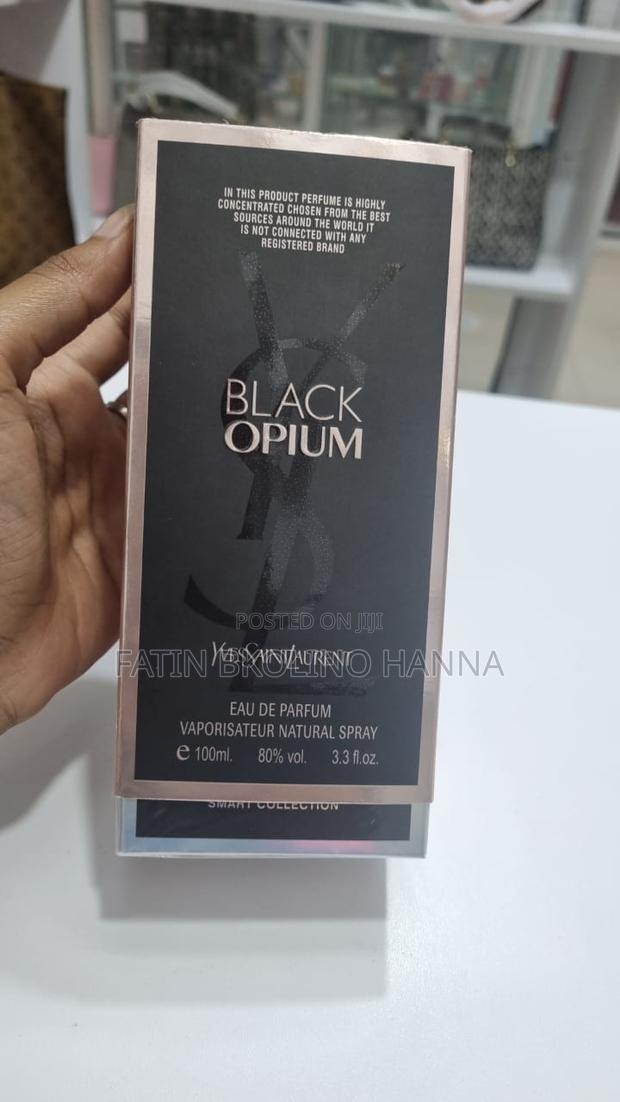 IN THIS PRODUCT PERFUME IS HIGHLY
CONCENTRATED CHOSEN FROM THE BEST
SOURCES AROUND THE WORLD IT
IS NOT CONNECTED WITH ANY
REGISTERED BRAND
YSL
BLACK
OPIUM
POSTED ON JIJI
YVESSAINTLAURENT
FATIN BROLINO HANNA
EAU DE PARFUM
VAPORISATEUR NATURAL SPRAY
e 100ml. 80% vol. 3.3 fl.oz.
SMART COLLECTION